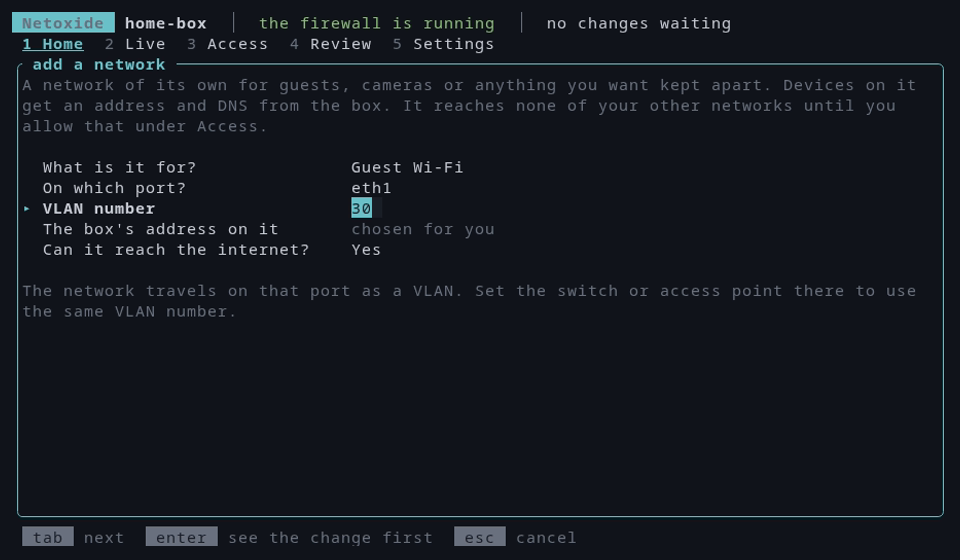 Netoxide home-box │ the firewall is running │ no changes waiting
1 Home 2 Live 3 Access 4 Review 5 Settings
add a network
A network of its own for guests, cameras or anything you want kept apart. Devices on it
get an address and DNS from the box. It reaches none of your other networks until you
allow that under Access.
What is it for? Guest Wi-Fi
On which port? eth1
▸ VLAN number 30
The box's address on it chosen for you
Can it reach the internet? Yes
The network travels on that port as a VLAN. Set the switch or access point there to use
the same VLAN number.
tab next enter see the change first esc cancel